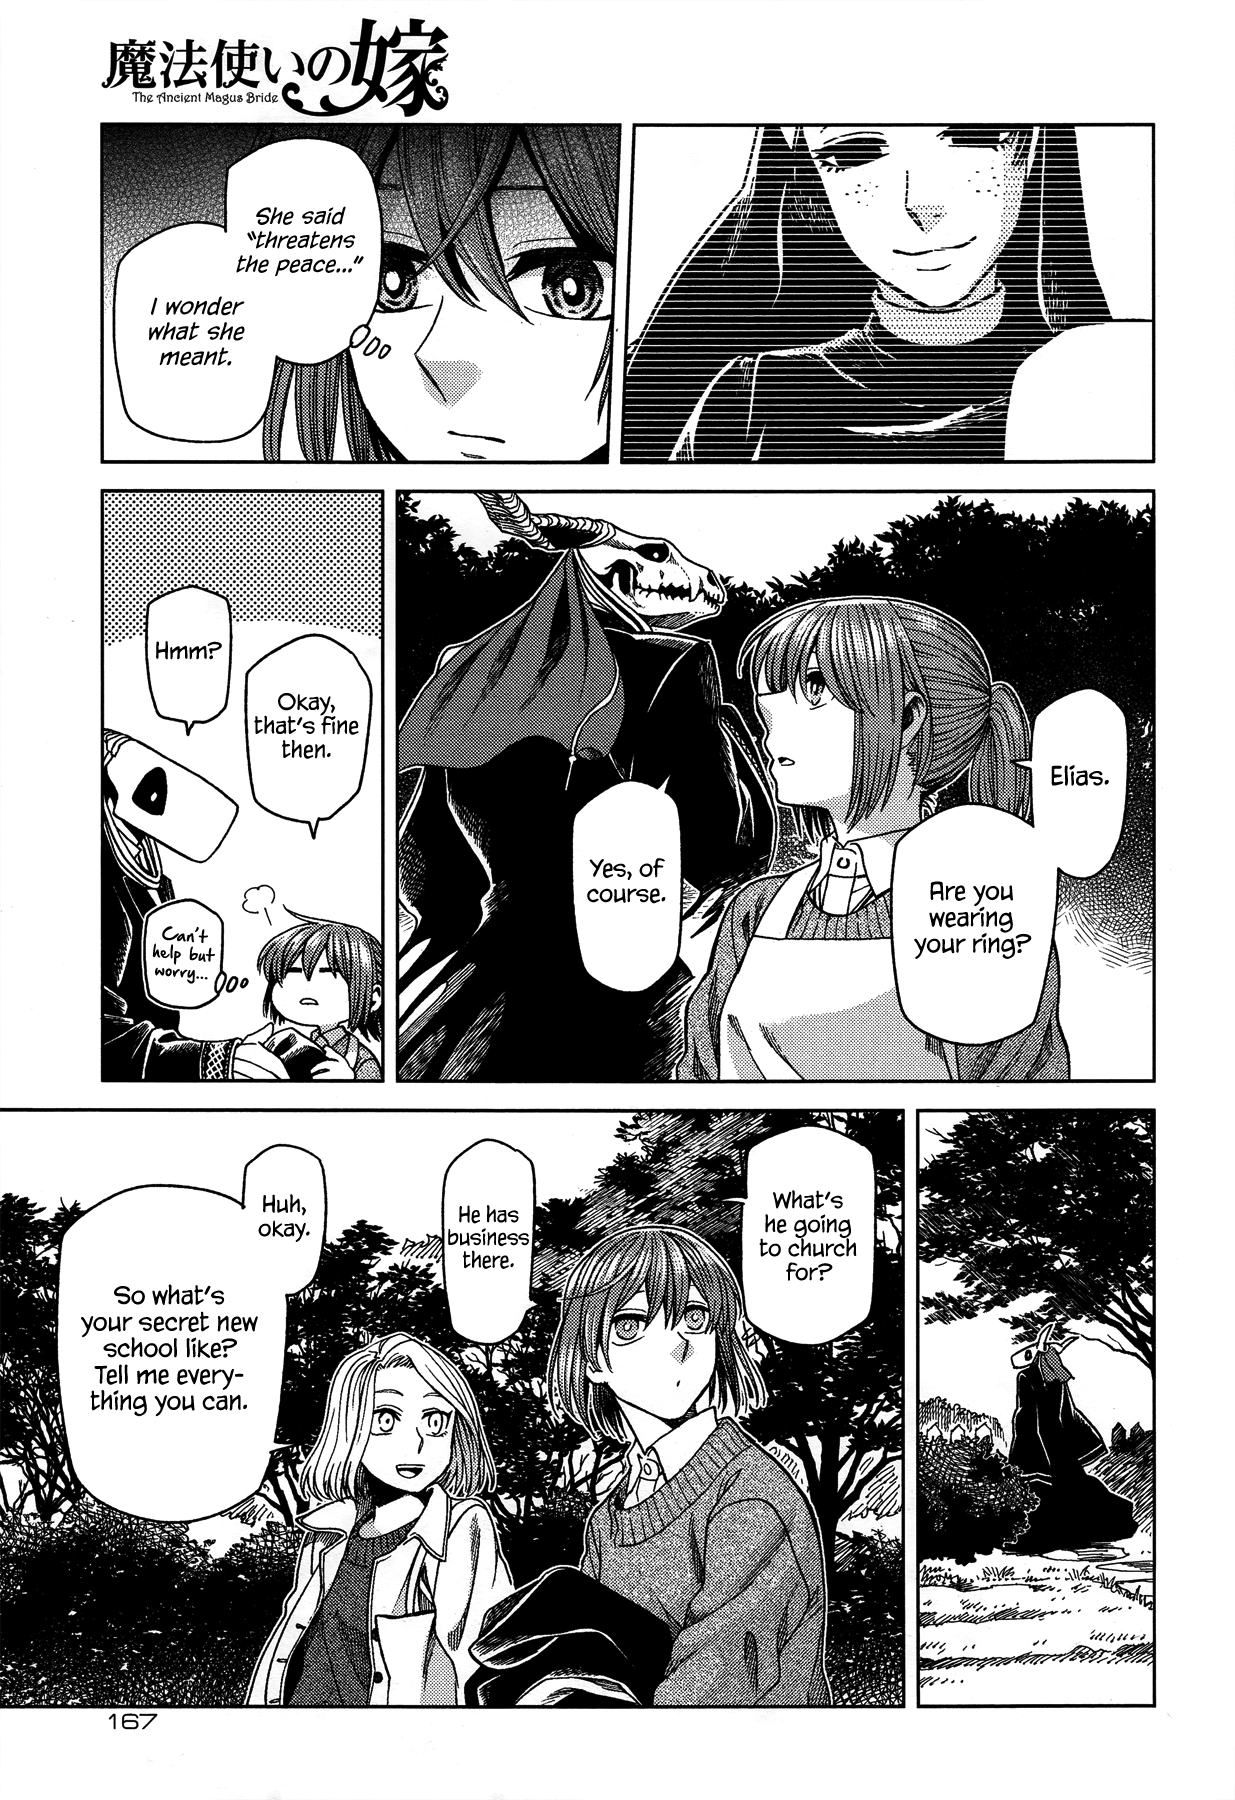 魔法使いの嫁
The Ancient Magus Bride
She said
"threatens
the peace..."
I wonder
what she
meant.
Elias.
Are you
wearing
your ring?
Yes, of
course.
Okay,
that's fine
then.
Hmm?
Can't
help but
worry...
What's
he going
to church
for?
He has
business
there.
Huh,
okay.
So what's
your secret new
school like?
Tell me every-
thing you can.
167